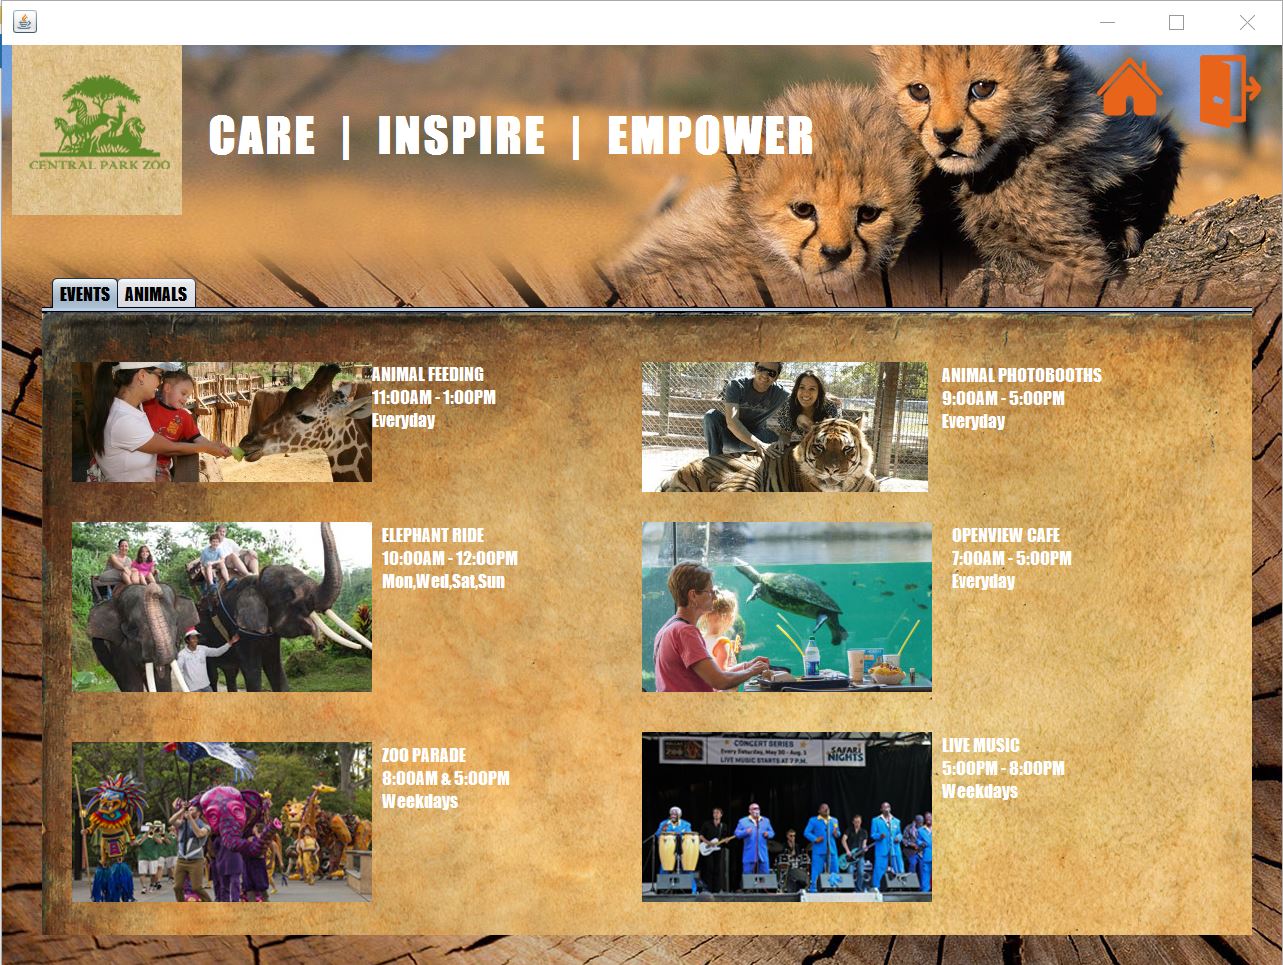 CENTRAL PARK ZOO
CARE | INSPIRE | EMPOWER
EVENTS
ANIMALS
ANIMAL FEEDING
11:00AM - 1:00PM
Everyday
ANIMAL PHOTOBOOTHS
9:00AM - 5:00PM
Everyday
ELEPHANT RIDE
10:00AM - 12:00PM
Mon,Wed,Sat,Sun
OPENVIEW CAFE
7:00AM - 5:00PM
Everyday
ZOO PARADE
8:00AM & 5:00PM
Weekdays
CONCERT SERIES
Every Saturday, May 30 - Aug. 1
LIVE MUSIC STARTS AT 7 P.M.
SAFARI
NIGHTS
LIVE MUSIC
5:00PM - 8:00PM
Weekdays